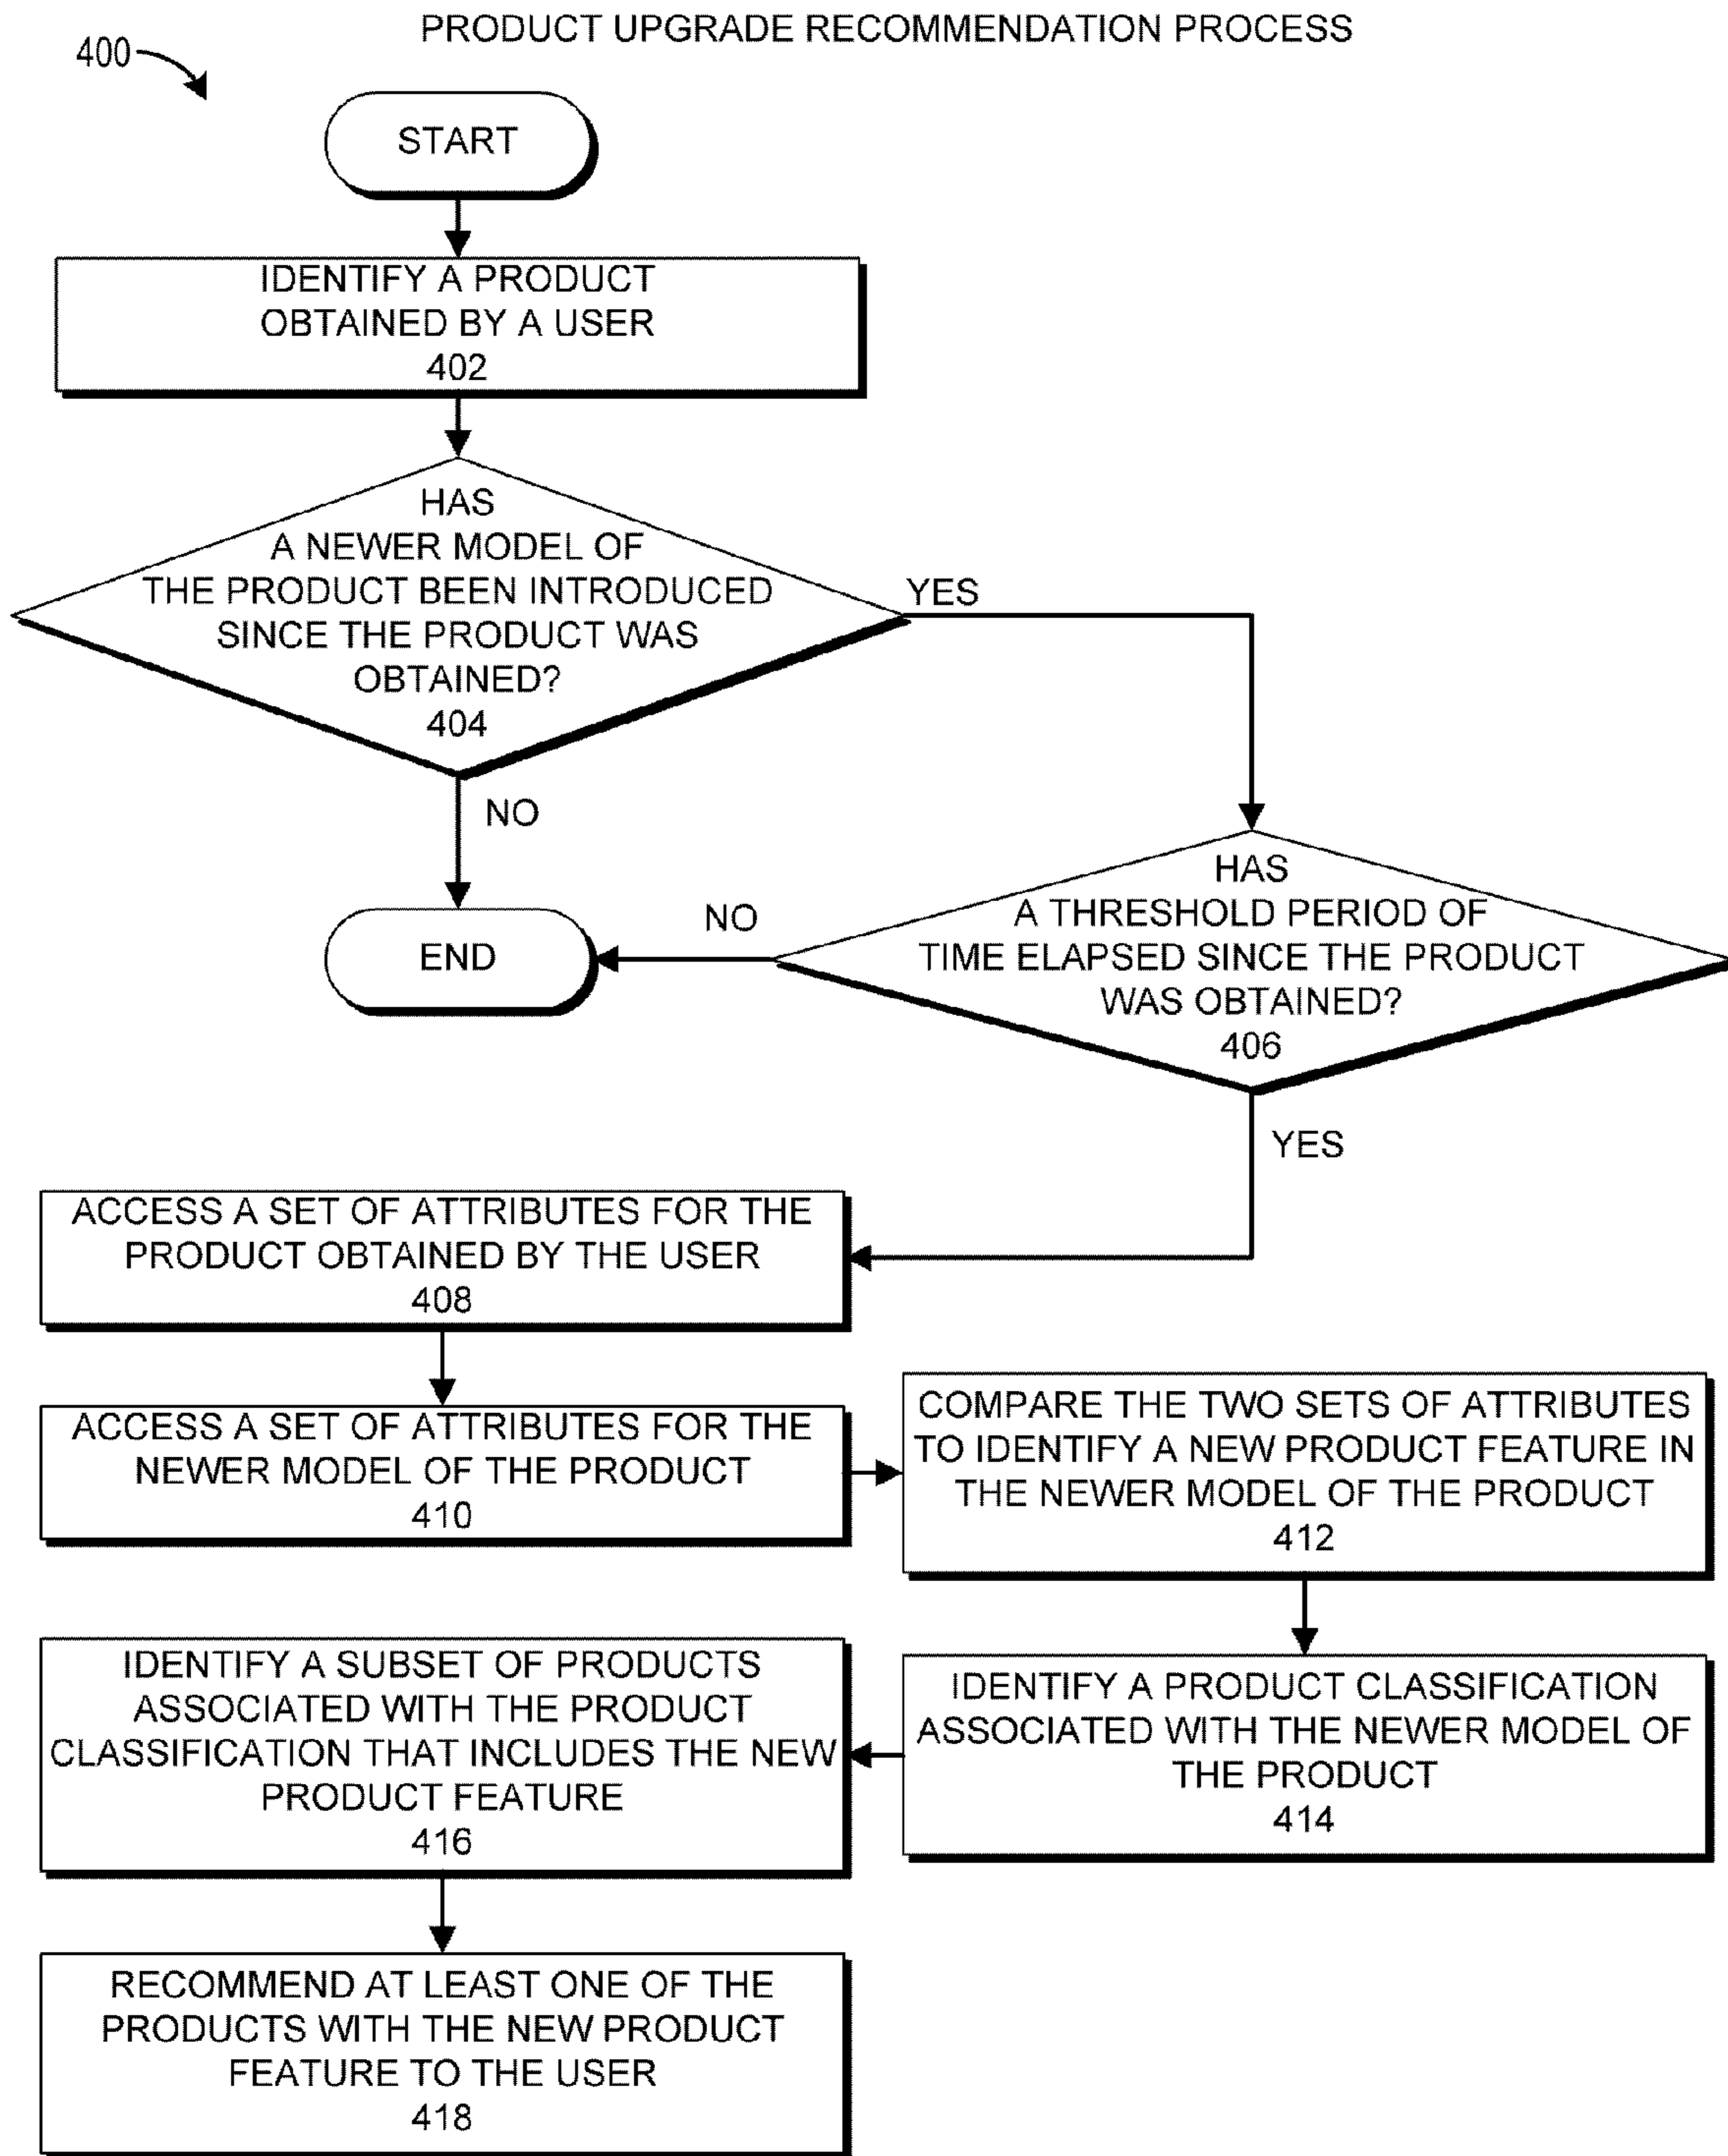 PRODUCT UPGRADE RECOMMENDATION PROCESS
400
START
IDENTIFY A PRODUCT
OBTAINED BY A USER
402
HAS
A NEWER MODEL OF
THE PRODUCT BEEN INTRODUCED
SINCE THE PRODUCT WAS
OBTAINED?
404
YES
NO
HAS
A THRESHOLD PERIOD OF
TIME ELAPSED SINCE THE PRODUCT
WAS OBTAINED?
406
NO
END
YES
ACCESS A SET OF ATTRIBUTES FOR THE
PRODUCT OBTAINED BY THE USER
408
ACCESS A SET OF ATTRIBUTES FOR THE
NEWER MODEL OF THE PRODUCT
410
COMPARE THE TWO SETS OF ATTRIBUTES
TO IDENTIFY A NEW PRODUCT FEATURE IN
THE NEWER MODEL OF THE PRODUCT
412
IDENTIFY A PRODUCT CLASSIFICATION
ASSOCIATED WITH THE NEWER MODEL OF
THE PRODUCT
414
IDENTIFY A SUBSET OF PRODUCTS
ASSOCIATED WITH THE PRODUCT
CLASSIFICATION THAT INCLUDES THE NEW
PRODUCT FEATURE
416
RECOMMEND AT LEAST ONE OF THE
PRODUCTS WITH THE NEW PRODUCT
FEATURE TO THE USER
418